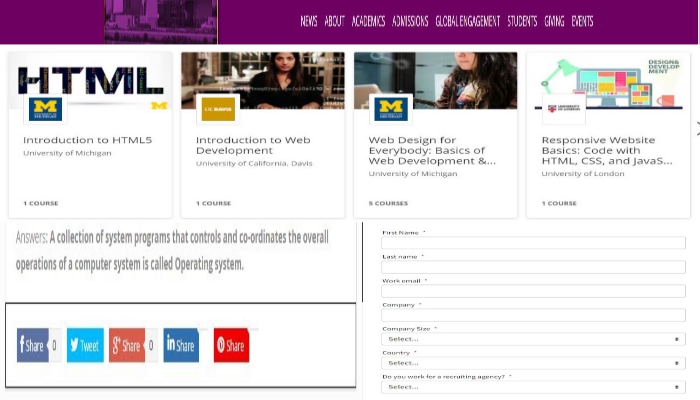 NEWS ABOUT ACADEMICS ADMISSIONS GLOBAL ENGAGEMENT STUDENTS GIVING EVENTS
HTML
DESIGN&
DEVELOP
MENT
M
M
UC DAVIS
M
UNIVERSITY
OF LONDON
Introduction to HTML5
University of Michigan
1 COURSE
Introduction to Web
Development
University of California, Davis
1 COURSE
Web Design for
Everybody: Basics of
Web Development &...
University of Michigan
5 COURSES
Responsive Website
Basics: Code with
HTML, CSS, and JavaS...
University of London
1 COURSE
Answers: A collection of system programs that controls and co-ordinates the overall
operations of a computer system is called Operating system.
f Share 0
Tweet
g+ Share 0
in Share
Share
First Name *
Last name *
Work email *
Company *
Company Size *
Select...
Country *
Select...
Do you work for a recruiting agency? *
Select...